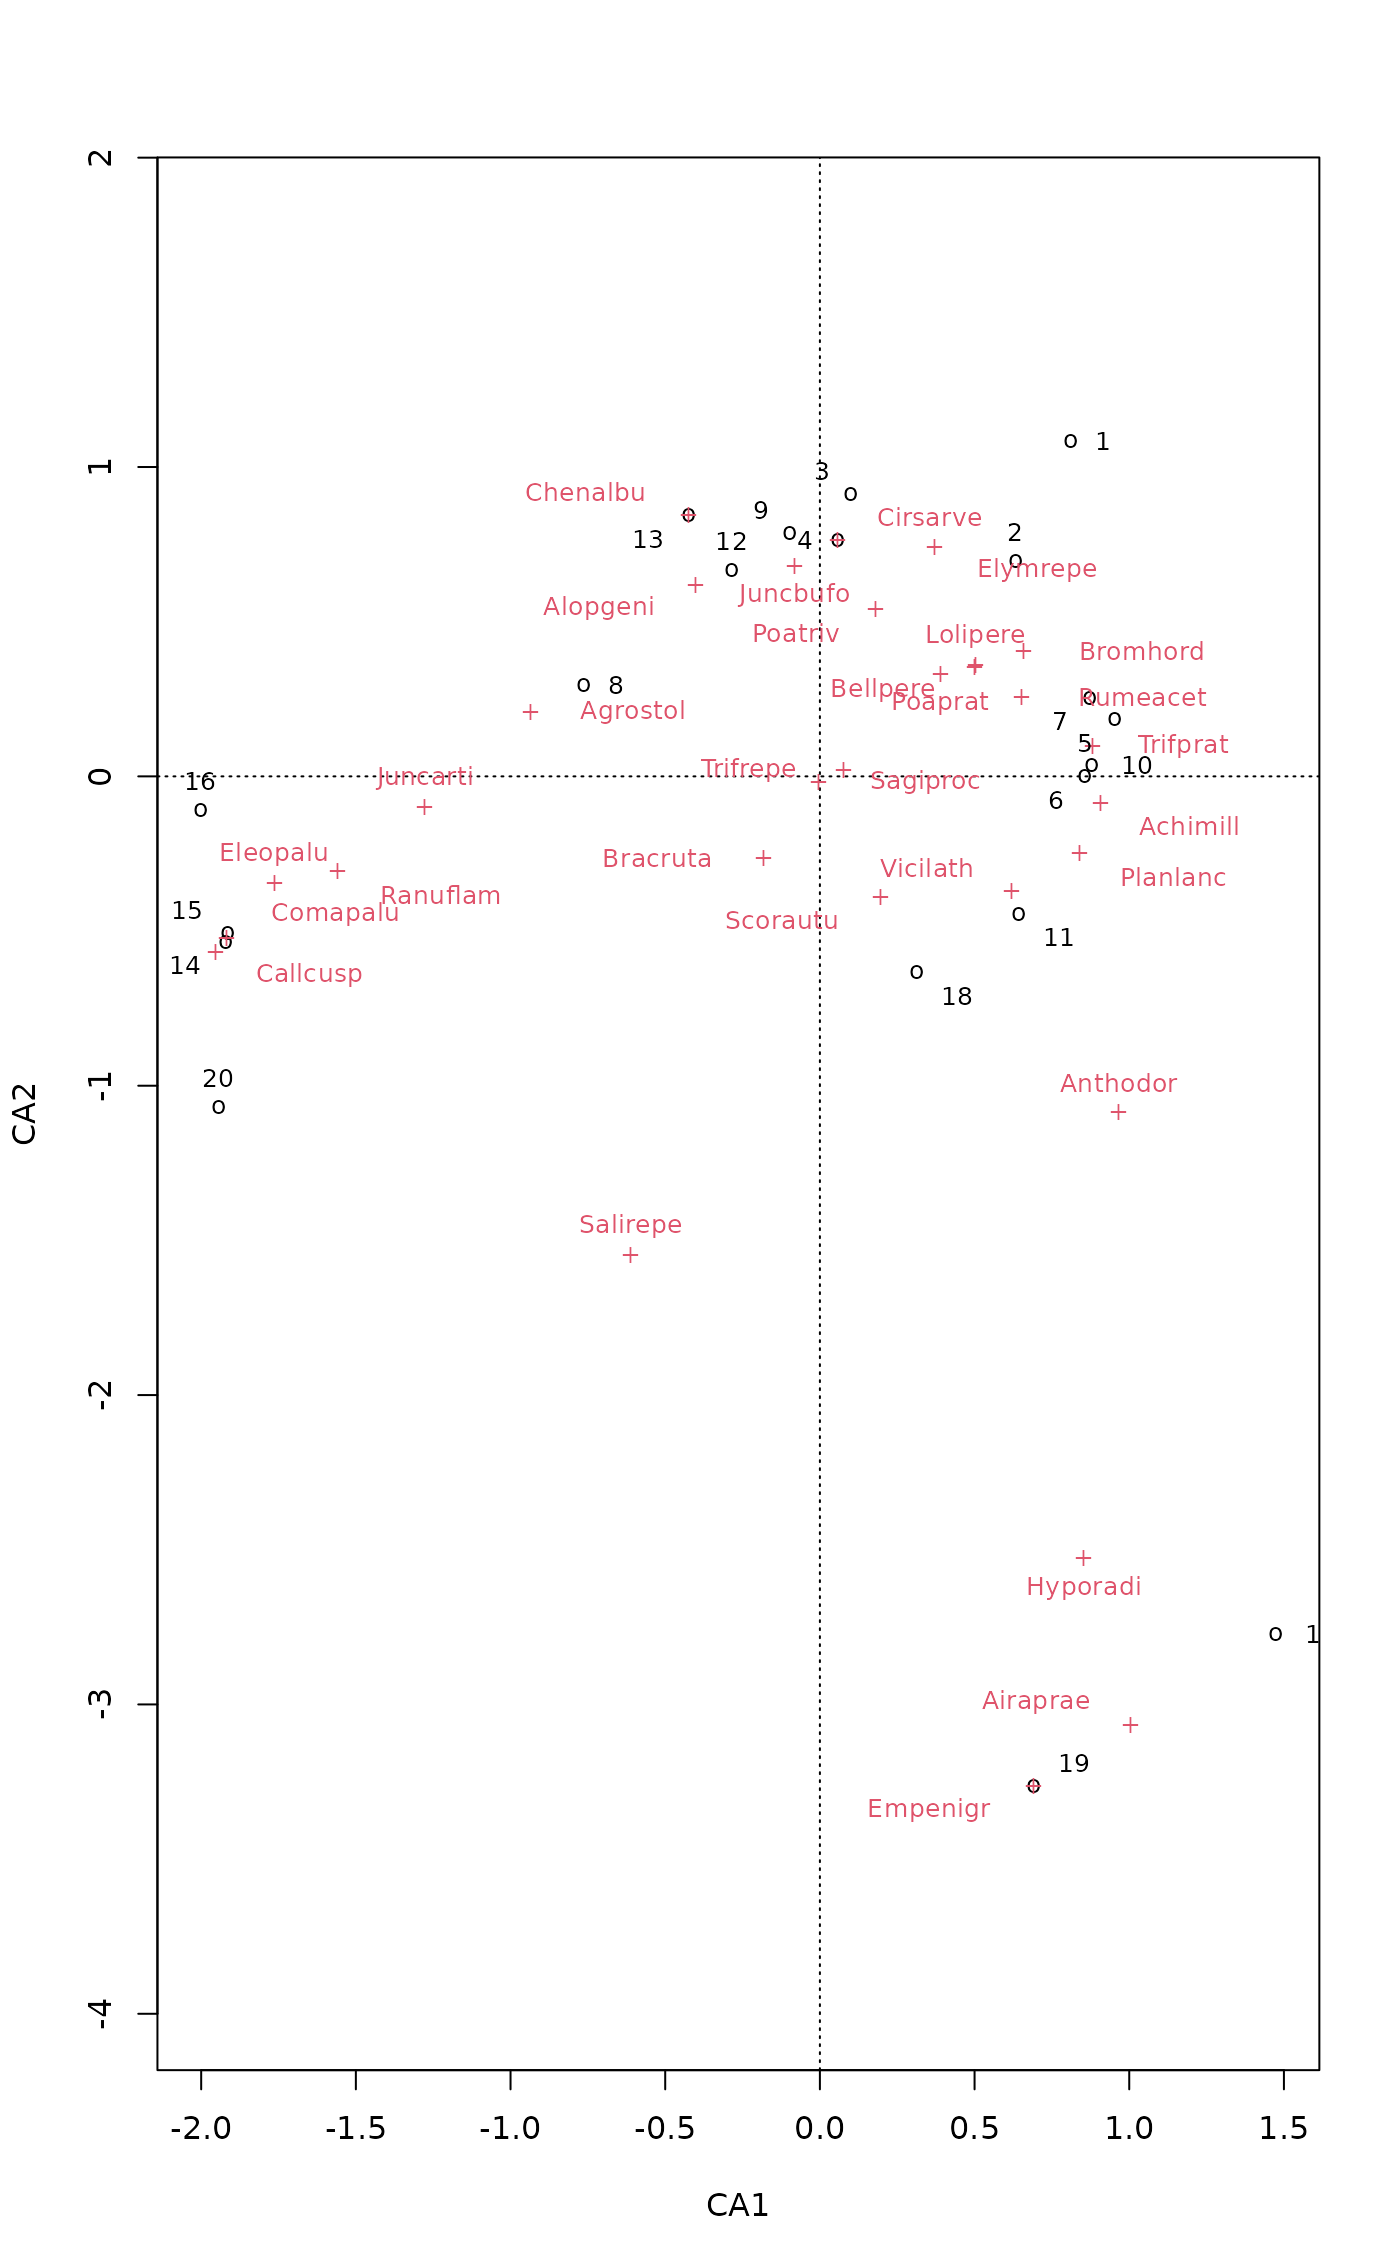 2
1
3
Chenalbu
9
Cirsarve
2
13
12
4
Elymrepe
Juncbufo
Alopgeni
Poatriv
Lolipere
Bromhord
8
Bellpere
Rumeacet
Agrostol
Poaprat
7
5
Trifprat
10
Trifrepe
Juncarti
Sagiproc
16
6
Achimill
Eleopalu
Bracruta
Vicilath
Planlanc
Ranuflam
15
Comapalu
Scorautu
11
14
Callcusp
18
20
Anthodor
Salirepe
Hyporadi
1
Airaprae
19
Empenigr
1
0
-1
-2
-3
-4
CA2
-2.0 -1.5 -1.0 -0.5 0.0 0.5 1.0 1.5
CA1